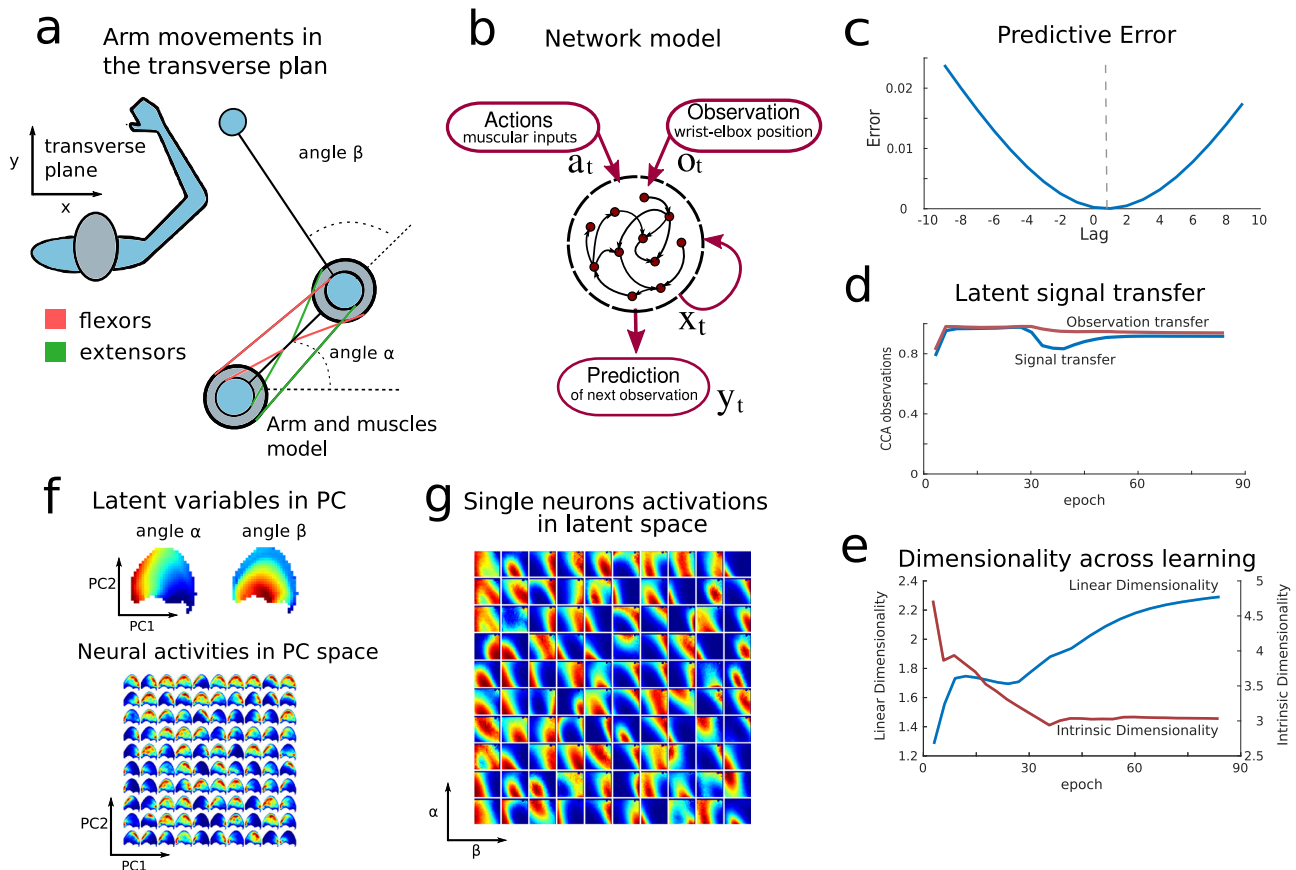 a
Arm movements in
the transverse plan
y
transverse
plane
x
angle β
flexors
extensors
angle α
Arm and muscles
model
b
Network model
Actions
muscular inputs
Observation
wrist-elbox position
a_t
o_t
x_t
Prediction
of next observation
y_t
c
Predictive Error
Error
0.02
0.01
0
-10 -8 -6 -4 -2 0 2 4 6 8 10
Lag
d
Latent signal transfer
CCA observations
0.8
0.4
0
Observation transfer
Signal transfer
0 30 60 90
epoch
e
Dimensionality across learning
Linear Dimensionality
2.4
2.2
2
1.8
1.6
1.4
1.2
Linear Dimensionality
Intrinsic Dimensionality
5
4.5
4
3.5
3
2.5
Intrinsic Dimensionality
0 30 60 90
epoch
f
Latent variables in PC
angle α
angle β
PC2
PC1
Neural activities in PC space
PC2
PC1
g
Single neurons activations
in latent space
α
β